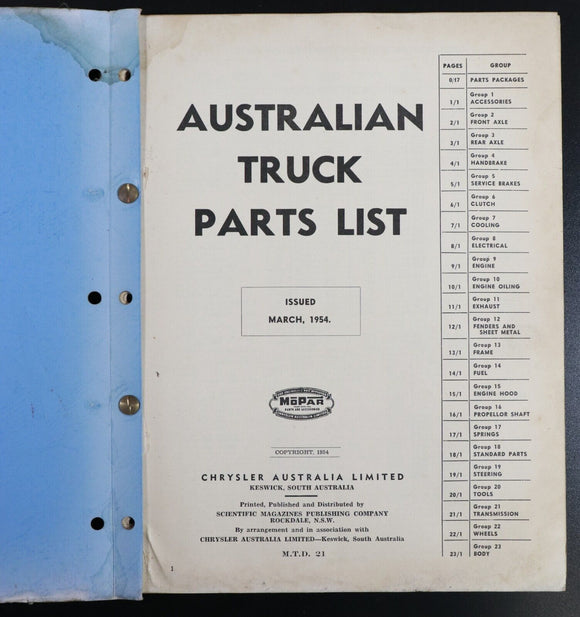 AUSTRALIAN
TRUCK
PARTS LIST
ISSUED
MARCH, 1954.
MOPAR
PARTS AND ACCESSORIES
COPYRIGHT, 1954
CHRYSLER AUSTRALIA LIMITED
KESWICK, SOUTH AUSTRALIA
Printed, Published and Distributed by
SCIENTIFIC MAGAZINES PUBLISHING COMPANY
ROCKDALE, N.S.W.
By arrangement and in association with
CHRYSLER AUSTRALIA LIMITED—Keswick, South Australia
M.T.D. 21
1
PAGES GROUP
0/17 PARTS PACKAGES
Group 1
1/1 ACCESSORIES
Group 2
2/1 FRONT AXLE
Group 3
3/1 REAR AXLE
Group 4
4/1 HANDBRAKE
Group 5
5/1 SERVICE BRAKES
Group 6
6/1 CLUTCH
Group 7
7/1 COOLING
Group 8
8/1 ELECTRICAL
Group 9
9/1 ENGINE
Group 10
10/1 ENGINE OILING
Group 11
11/1 EXHAUST
Group 12
12/1 FENDERS AND
SHEET METAL
Group 13
13/1 FRAME
Group 14
14/1 FUEL
Group 15
15/1 ENGINE HOOD
Group 16
16/1 PROPELLOR SHAFT
Group 17
17/1 SPRINGS
Group 18
18/1 STANDARD PARTS
Group 19
19/1 STEERING
Group 20
20/1 TOOLS
Group 21
21/1 TRANSMISSION
Group 22
22/1 WHEELS
Group 23
23/1 BODY